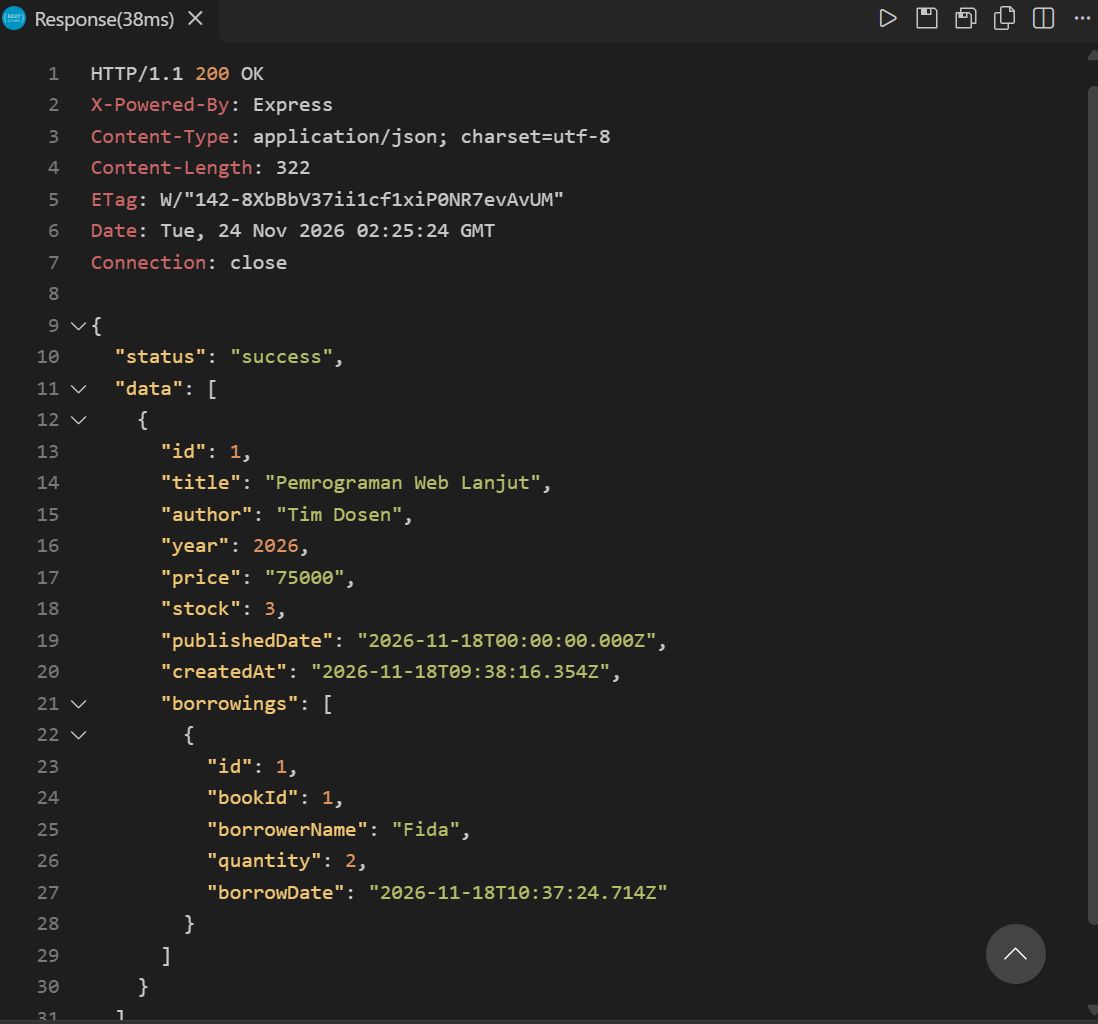 Response(38ms)
1 HTTP/1.1 200 OK
2 X-Powered-By: Express
3 Content-Type: application/json; charset=utf-8
4 Content-Length: 322
5 ETag: W/"142-8XbBbV37ii1cf1xiP0NR7evAvUM"
6 Date: Tue, 24 Nov 2026 02:25:24 GMT
7 Connection: close
8
9 {
10 "status": "success",
11 "data": [
12 {
13 "id": 1,
14 "title": "Pemrograman Web Lanjut",
15 "author": "Tim Dosen",
16 "year": 2026,
17 "price": "75000",
18 "stock": 3,
19 "publishedDate": "2026-11-18T00:00:00.000Z",
20 "createdAt": "2026-11-18T09:38:16.354Z",
21 "borrowings": [
22 {
23 "id": 1,
24 "bookId": 1,
25 "borrowerName": "Fida",
26 "quantity": 2,
27 "borrowDate": "2026-11-18T10:37:24.714Z"
28 }
29 ]
30 }
31 ]